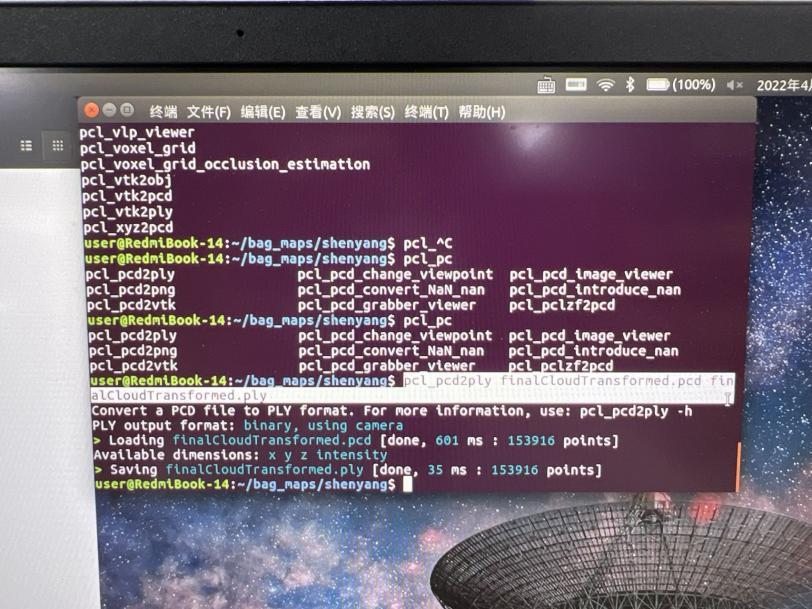 (100%) 2022年4
终端 文件(F) 编辑(E) 查看(V) 搜索(S) 终端(T) 帮助(H)
pcl_vlp_viewer
pcl_voxel_grid
pcl_voxel_grid_occlusion_estimation
pcl_vtk2obj
pcl_vtk2pcd
pcl_vtk2ply
pcl_xyz2pcd
user@RedmiBook-14:~/bag_maps/shenyang$ pcl_^C
user@RedmiBook-14:~/bag_maps/shenyang$ pcl_pc
pcl_pcd2ply pcl_pcd_change_viewpoint pcl_pcd_image_viewer
pcl_pcd2png pcl_pcd_convert_NaN_nan pcl_pcd_introduce_nan
pcl_pcd2vtk pcl_pcd_grabber_viewer pcl_pclzf2pcd
user@RedmiBook-14:~/bag_maps/shenyang$ pcl_pc
pcl_pcd2ply pcl_pcd_change_viewpoint pcl_pcd_image_viewer
pcl_pcd2png pcl_pcd_convert_NaN_nan pcl_pcd_introduce_nan
pcl_pcd2vtk pcl_pcd_grabber_viewer pcl_pclzf2pcd
user@RedmiBook-14:~/bag_maps/shenyang$ pcl_pcd2ply finalCloudTransformed.pcd fin
alCloudTransformed.ply
Convert a PCD file to PLY format. For more information, use: pcl_pcd2ply -h
PLY output format: binary, using camera
> Loading finalCloudTransformed.pcd [done, 601 ms : 153916 points]
Available dimensions: x y z intensity
> Saving finalCloudTransformed.ply [done, 35 ms : 153916 points]
user@RedmiBook-14:~/bag_maps/shenyang$